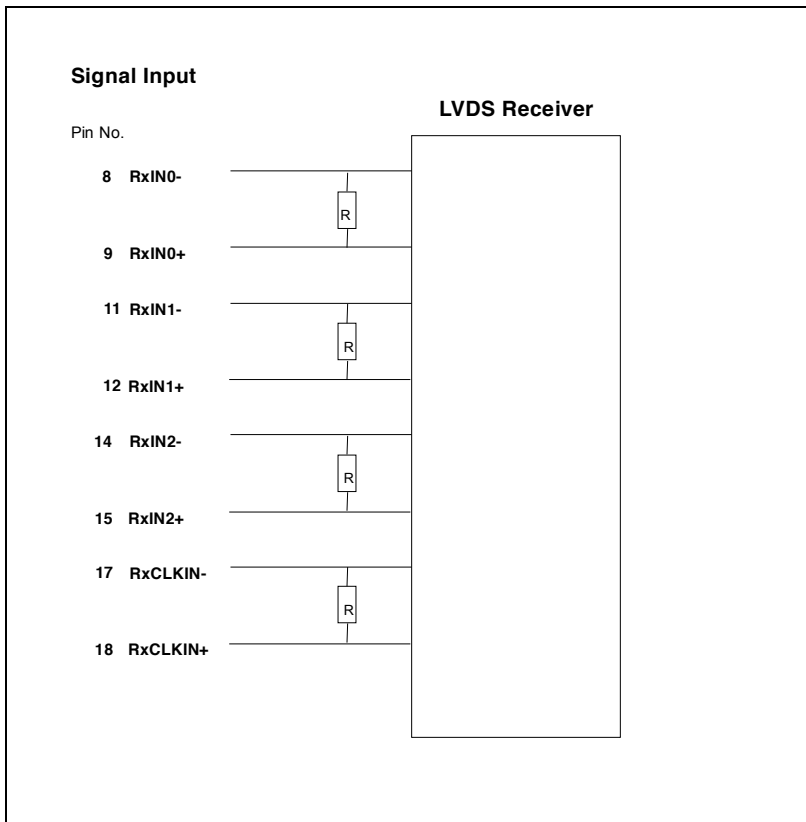 Signal Input
LVDS Receiver
Pin No.
8 RxIN0-
R
9 RxIN0+
11 RxIN1-
R
12 RxIN1+
14 RxIN2-
R
15 RxIN2+
17 RxCLKIN-
R
18 RxCLKIN+